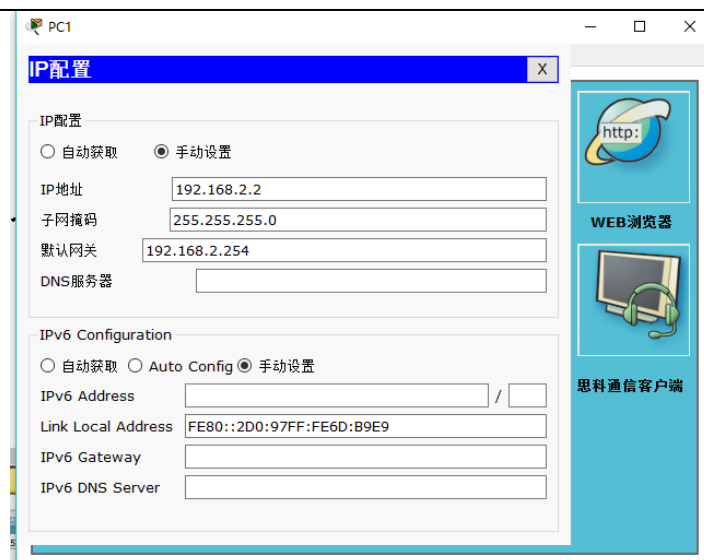 PC1
IP配置
X
IP配置
自动获取 手动设置
IP地址 192.168.2.2
子网掩码 255.255.255.0
默认网关 192.168.2.254
DNS服务器
IPv6 Configuration
自动获取 Auto Config 手动设置
IPv6 Address /
Link Local Address FE80::2D0:97FF:FE6D:B9E9
IPv6 Gateway
IPv6 DNS Server
http:
WEB浏览器
思科通信客户端
5